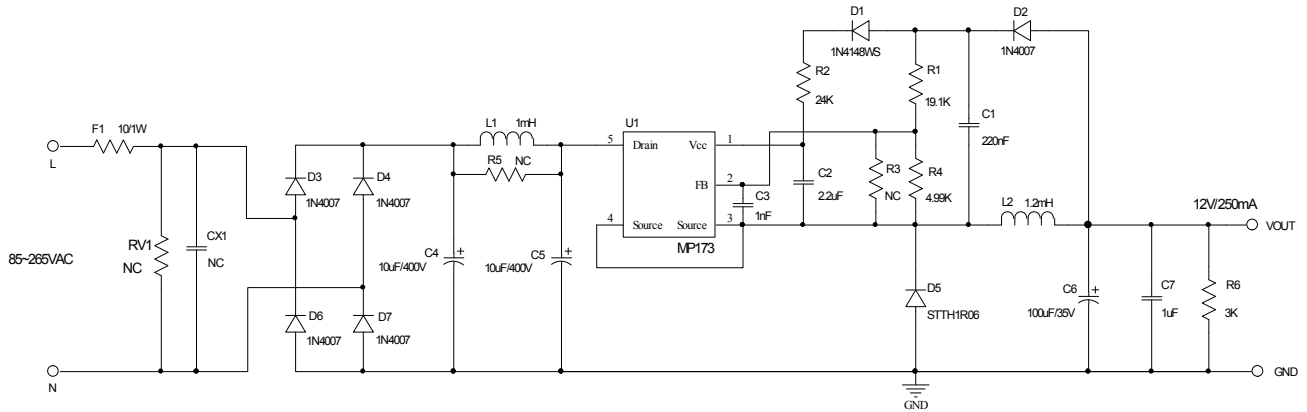 D1
1N4148WS
D2
1N4007
R2
24K
R1
19.1K
C1
220nF
F1 10/1W
L
L1 1mH
R5 NC
U1
5 Drain Vcc 1
FB 2
4 Source Source 3
MP173
C2
2.2uF
C3
1nF
R3
NC
R4
4.99K
L2 1.2mH
12V/250mA
VOUT
D3
1N4007
D4
1N4007
85~265VAC
RV1
NC
CX1
NC
C4
10uF/400V
C5
10uF/400V
D5
STTH1R06
C6
100uF/35V
C7
1uF
R6
3K
D6
1N4007
D7
1N4007
N
GND
GND
+
+
+